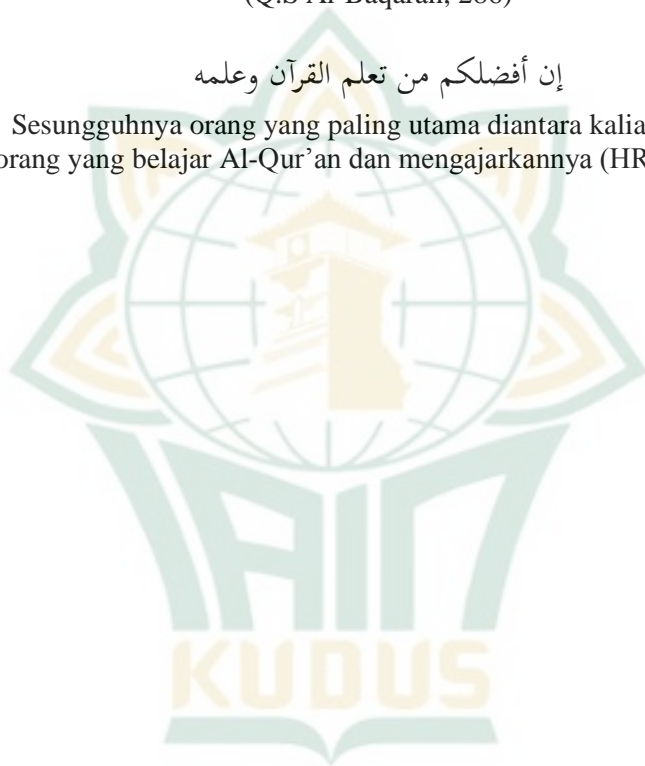 إن أفضلكم من تعلم القرآن وعلمه
Sesungguhnya orang yang paling utama diantara kalia
orang yang belajar Al-Qur’an dan mengajarkannya (HR
IAIN
KUDUS